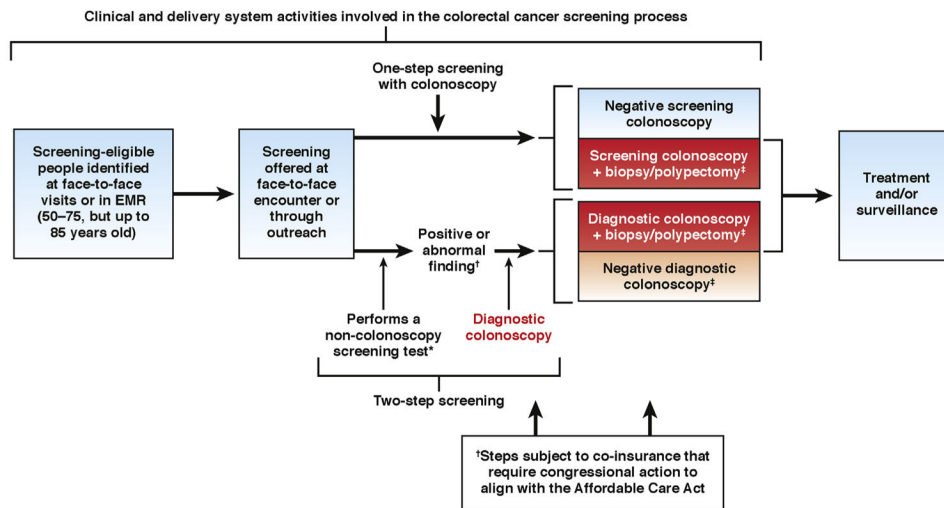 Clinical and delivery system activities involved in the colorectal cancer screening process
One-step screening
with colonoscopy
Screening-eligible
people identified
at face-to-face
visits or in EMR
(50–75, but up to
85 years old)
Screening
offered at
face-to-face
encounter or
through
outreach
Negative screening
colonoscopy
Screening colonoscopy
+ biopsy/polypectomy‡
Positive or
abnormal
finding†
Diagnostic colonoscopy
+ biopsy/polypectomy‡
Negative diagnostic
colonoscopy‡
Treatment
and/or
surveillance
Performs a
non-colonoscopy
screening test*
Diagnostic
colonoscopy
Two-step screening
†Steps subject to co-insurance that
require congressional action to
align with the Affordable Care Act